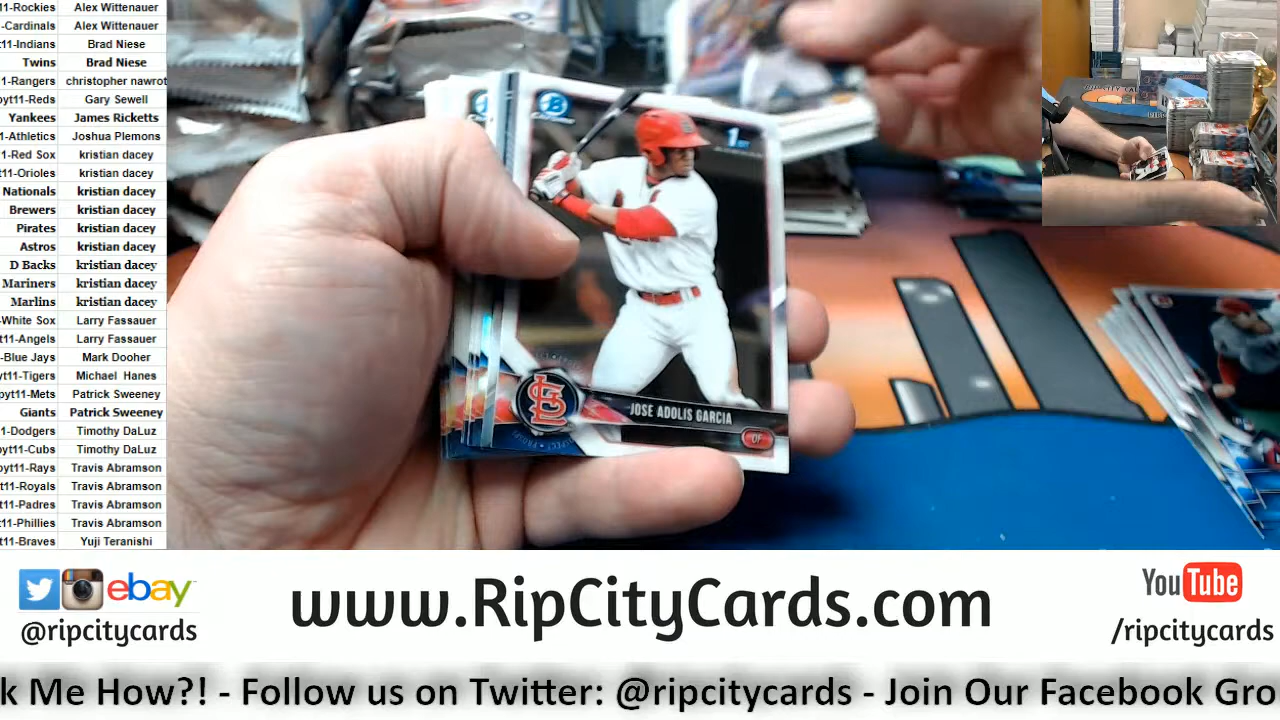 11-Rockies Alex Wittenauer
-Cardinals Alex Wittenauer
t11-Indians Brad Niese
Twins Brad Niese
1-Rangers christopher nawrot
pyt11-Reds Gary Sewell
Yankees James Ricketts
-Athletics Joshua Plemons
1-Red Sox kristian dacey
t11-Orioles kristian dacey
Nationals kristian dacey
Brewers kristian dacey
Pirates kristian dacey
Astros kristian dacey
D Backs kristian dacey
Mariners kristian dacey
Marlins kristian dacey
-White Sox Larry Fassauer
t11-Angels Larry Fassauer
-Blue Jays Mark Dooher
yt11-Tigers Michael Hanes
pyt11-Mets Patrick Sweeney
Giants Patrick Sweeney
1-Dodgers Timothy DaLuz
pyt11-Cubs Timothy DaLuz
pyt11-Rays Travis Abramson
t11-Royals Travis Abramson
t11-Padres Travis Abramson
t11-Phillies Travis Abramson
t11-Braves Yuji Teranishi
B
1ST
JOSE ADOLIS GARCIA
OF
ebay
@ripcitycards
www.RipCityCards.com
YouTube
/ripcitycards
k Me How?! - Follow us on Twitter: @ripcitycards - Join Our Facebook Gro